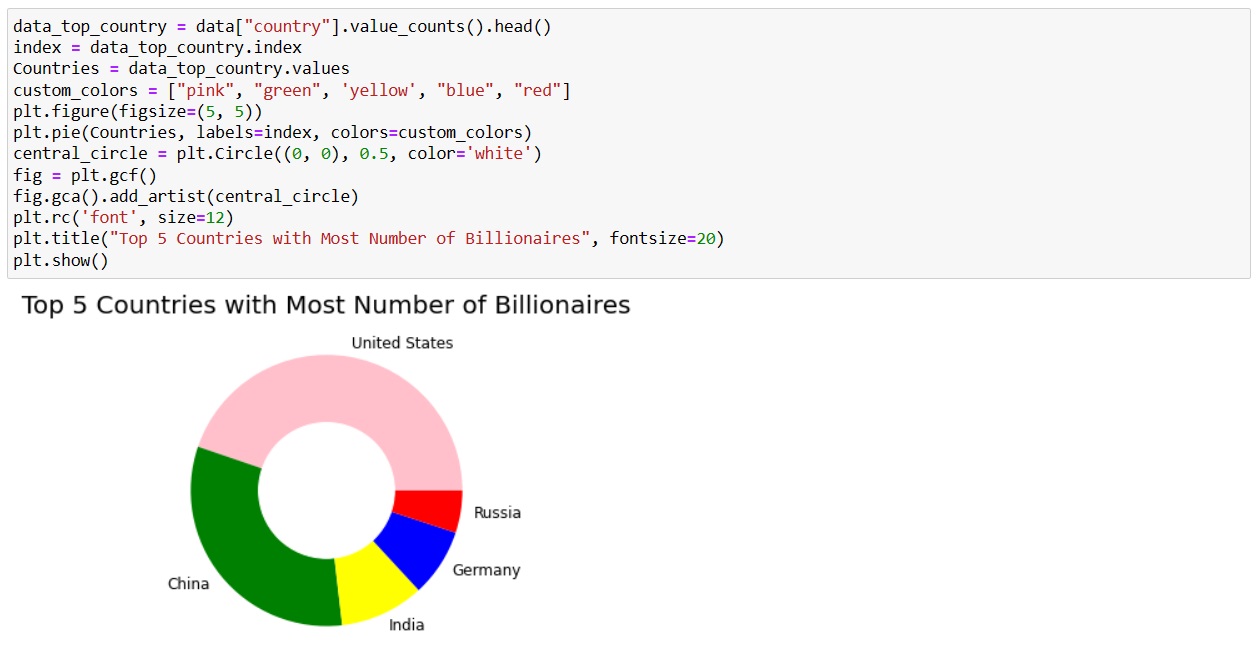 data_top_country = data["country"].value_counts().head()
index = data_top_country.index
Countries = data_top_country.values
custom_colors = ["pink", "green", 'yellow', "blue", "red"]
plt.figure(figsize=(5, 5))
plt.pie(Countries, labels=index, colors=custom_colors)
central_circle = plt.Circle((0, 0), 0.5, color='white')
fig = plt.gcf()
fig.gca().add_artist(central_circle)
plt.rc('font', size=12)
plt.title("Top 5 Countries with Most Number of Billionaires", fontsize=20)
plt.show()
Top 5 Countries with Most Number of Billionaires
United States
Russia
Germany
China
India